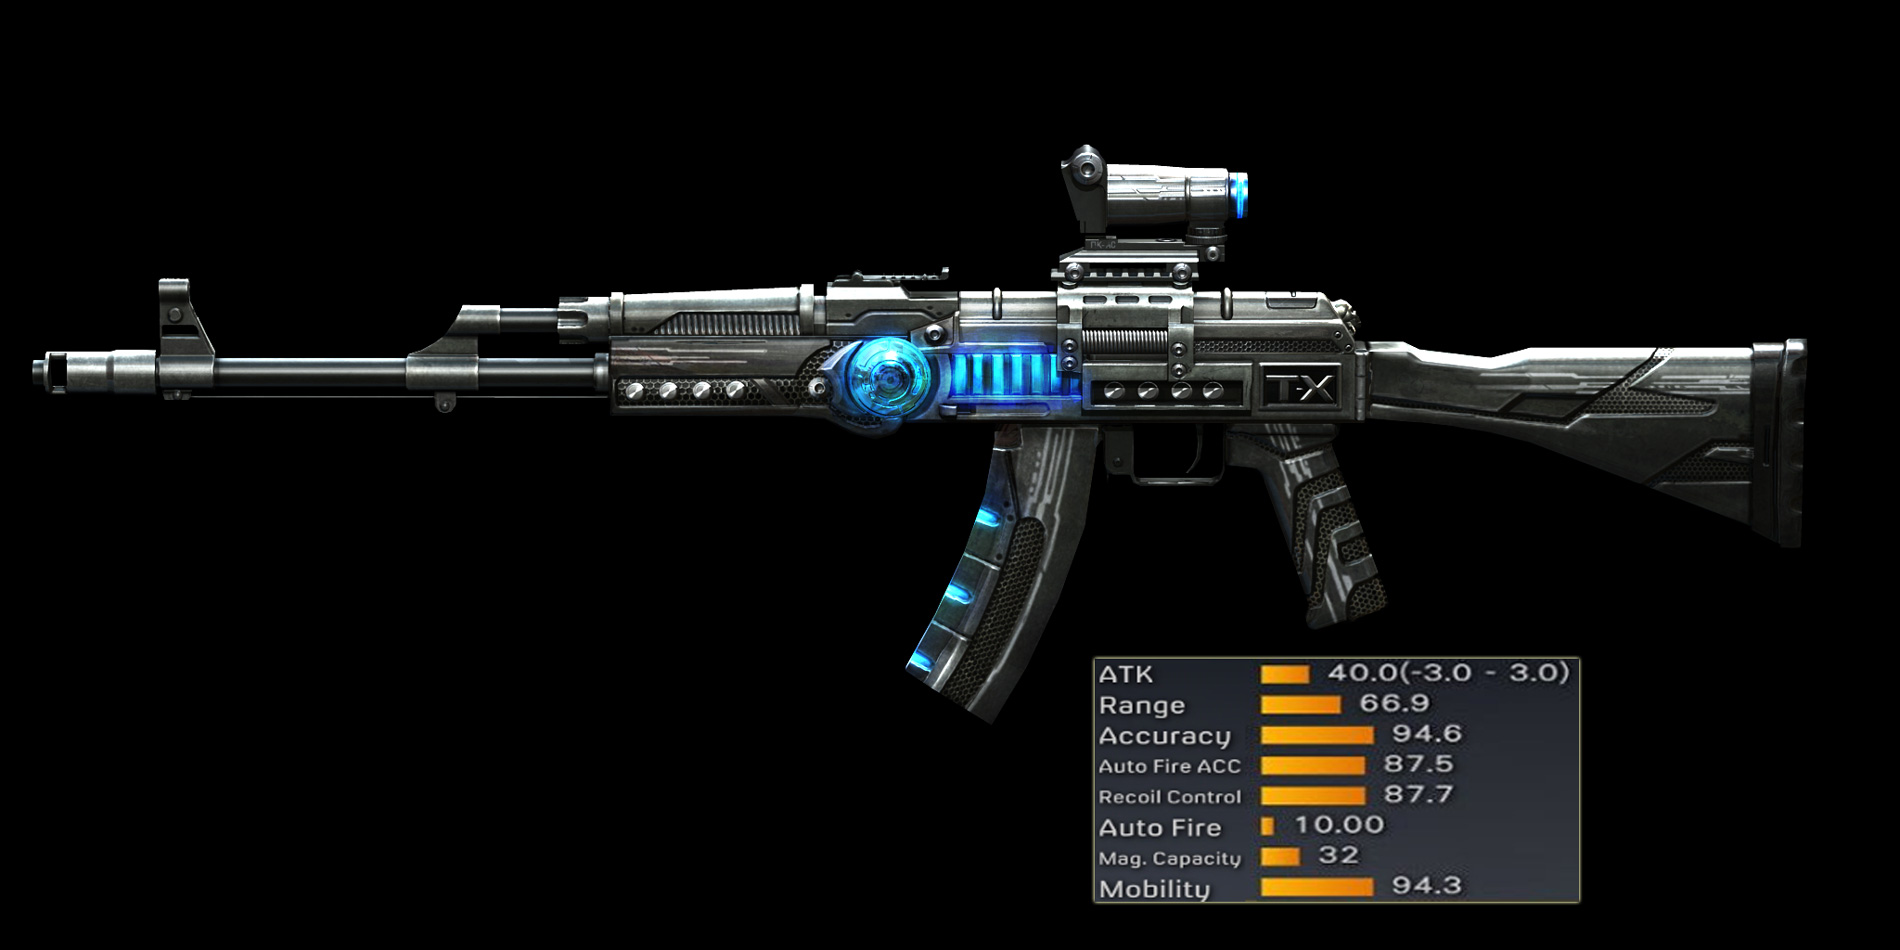 T-X
ATK 40.0(-3.0 - 3.0)
Range 66.9
Accuracy 94.6
Auto Fire ACC 87.5
Recoil Control 87.7
Auto Fire 10.00
Mag. Capacity 32
Mobility 94.3